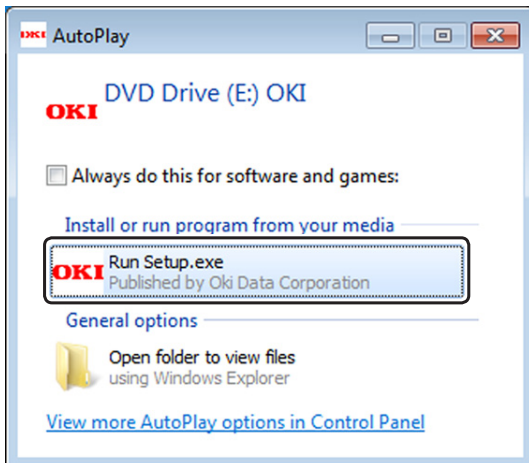 OKI AutoPlay
DVD Drive (E:) OKI
OKI
Always do this for software and games:
Install or run program from your media
OKI Run Setup.exe
Published by Oki Data Corporation
General options
Open folder to view files
using Windows Explorer
View more AutoPlay options in Control Panel